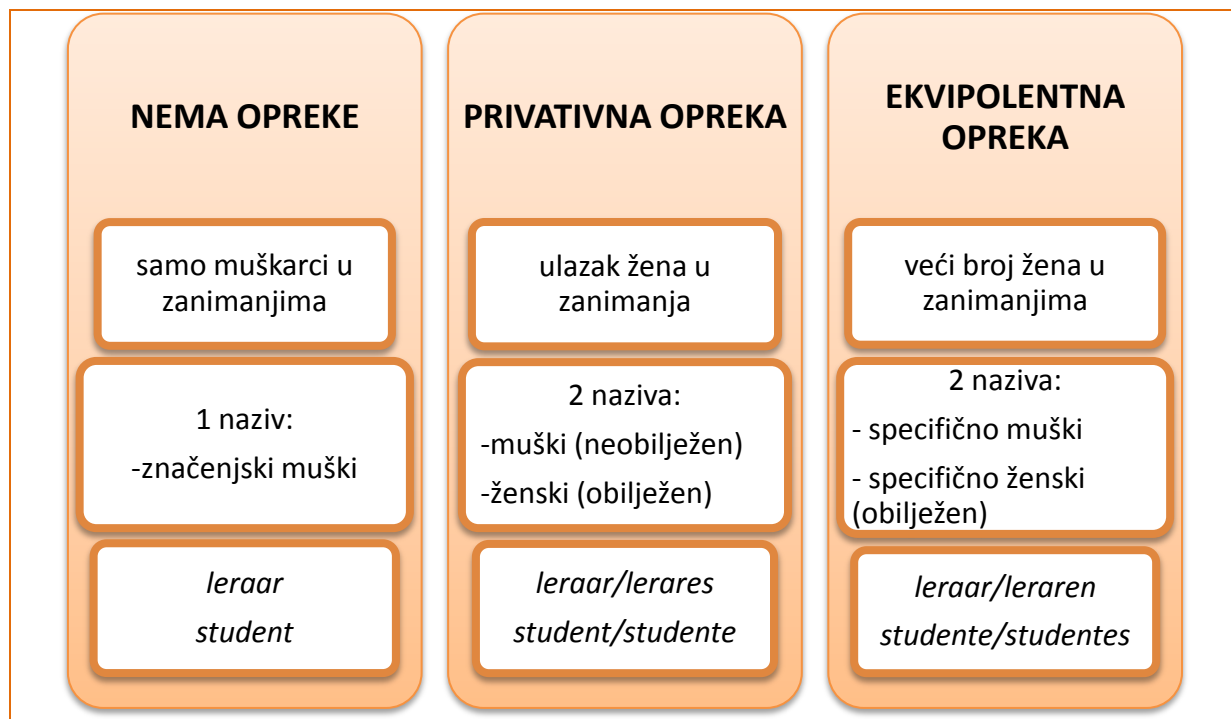 NEMA OPREKE
samo muškarci u
zanimanjima
1 naziv:
-značenjski muški
leraar
student
PRIVATIVNA OPREKA
ulazak žena u
zanimanja
2 naziva:
-muški (neobilježen)
-ženski (obilježen)
leraar/lerares
student/studente
EKVIPOLENTNA
OPREKA
veći broj žena u
zanimanjima
2 naziva:
- specifično muški
- specifično ženski
(obilježen)
leraar/leraren
studente/studentes